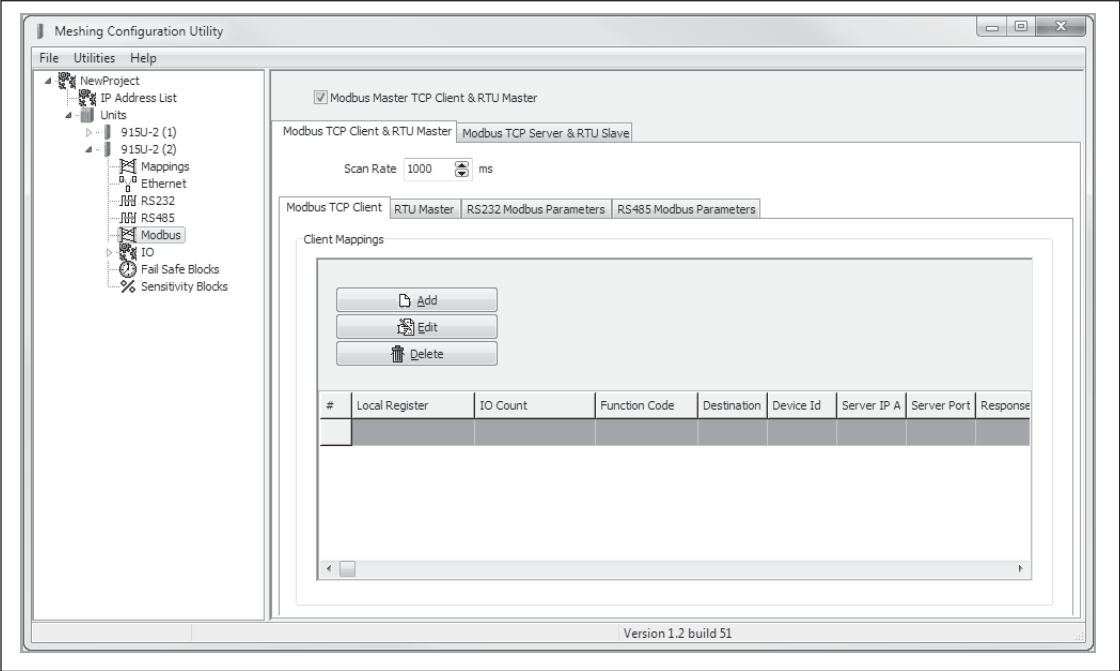 Meshing Configuration Utility
File Utilities Help
NewProject
IP Address List
Units
915U-2 (1)
915U-2 (2)
Mappings
Ethernet
RS232
RS485
Modbus
IO
Fail Safe Blocks
Sensitivity Blocks
Modbus Master TCP Client & RTU Master
Modbus TCP Client & RTU Master Modbus TCP Server & RTU Slave
Scan Rate 1000 ms
Modbus TCP Client RTU Master RS232 Modbus Parameters RS485 Modbus Parameters
Client Mappings
Add
Edit
Delete
# Local Register IO Count Function Code Destination Device Id Server IP A Server Port Response
Version 1.2 build 51